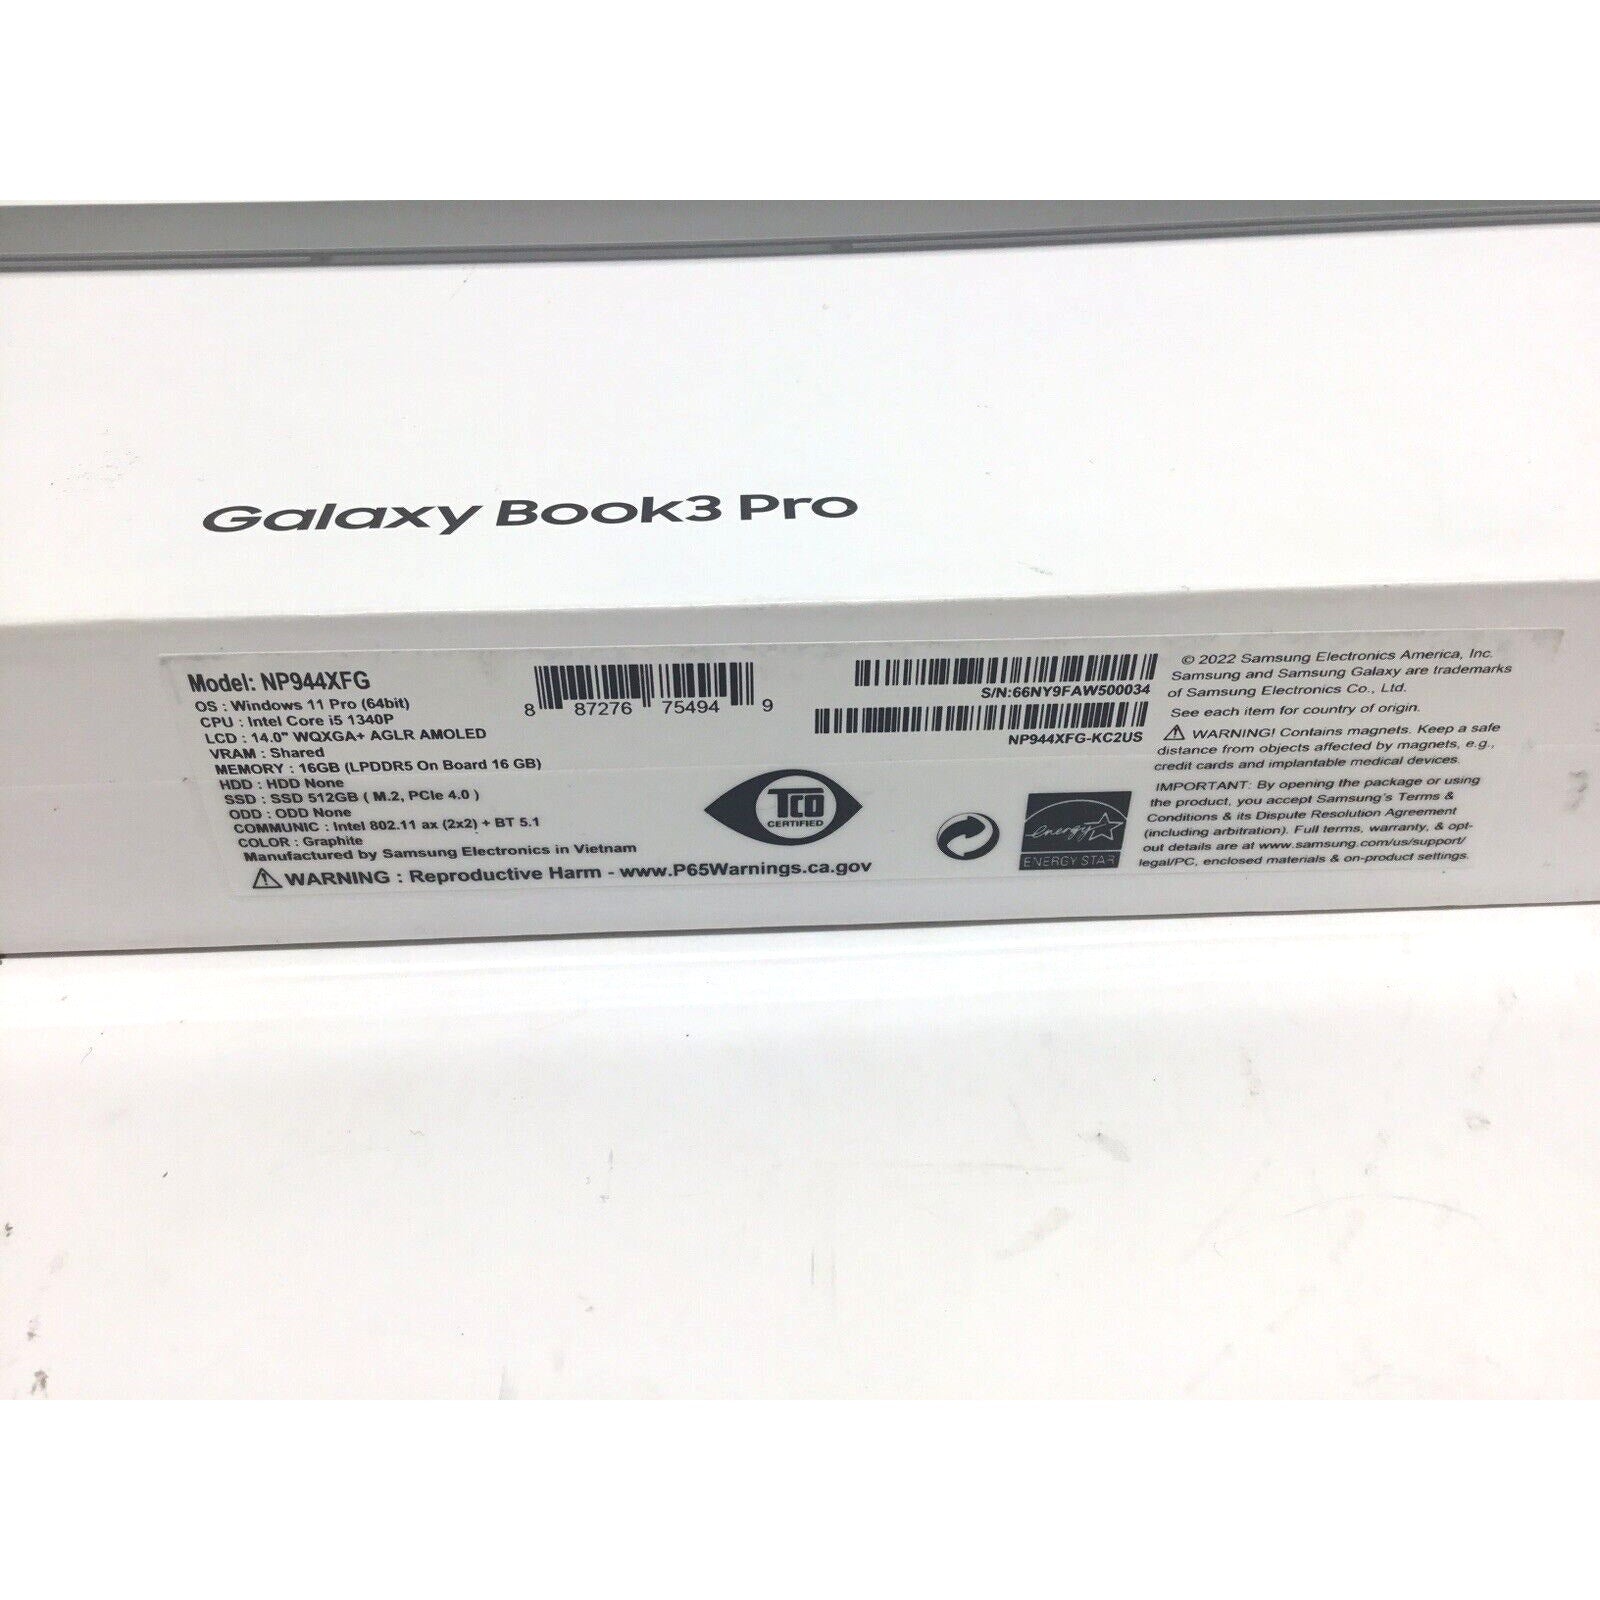 Galaxy Book3 Pro
Model: NP944XFG
OS : Windows 11 Pro (64bit)
CPU : Intel Core i5 1340P
LCD : 14.0" WQXGA+ AGLR AMOLED
VRAM : Shared
MEMORY : 16GB (LPDDR5 On Board 16 GB)
HDD : HDD None
SSD : SSD 512GB ( M.2, PCIe 4.0 )
ODD : ODD None
COMMUNIC : Intel 802.11 ax (2x2) + BT 5.1
COLOR : Graphite
Manufactured by Samsung Electronics in Vietnam
WARNING : Reproductive Harm - www.P65Warnings.ca.gov
8 87276 75494 9
S/N:66NY9FAW500034
NP944XFG-KC2US
TCO
CERTIFIED
energy
ENERGY STAR
© 2022 Samsung Electronics America, Inc.
Samsung and Samsung Galaxy are trademarks
of Samsung Electronics Co., Ltd.
See each item for country of origin.
WARNING! Contains magnets. Keep a safe
distance from objects affected by magnets, e.g.,
credit cards and implantable medical devices.
IMPORTANT: By opening the package or using
the product, you accept Samsung's Terms &
Conditions & its Dispute Resolution Agreement
(including arbitration). Full terms, warranty, & opt-
out details are at www.samsung.com/us/support/
legal/PC, enclosed materials & on-product settings.